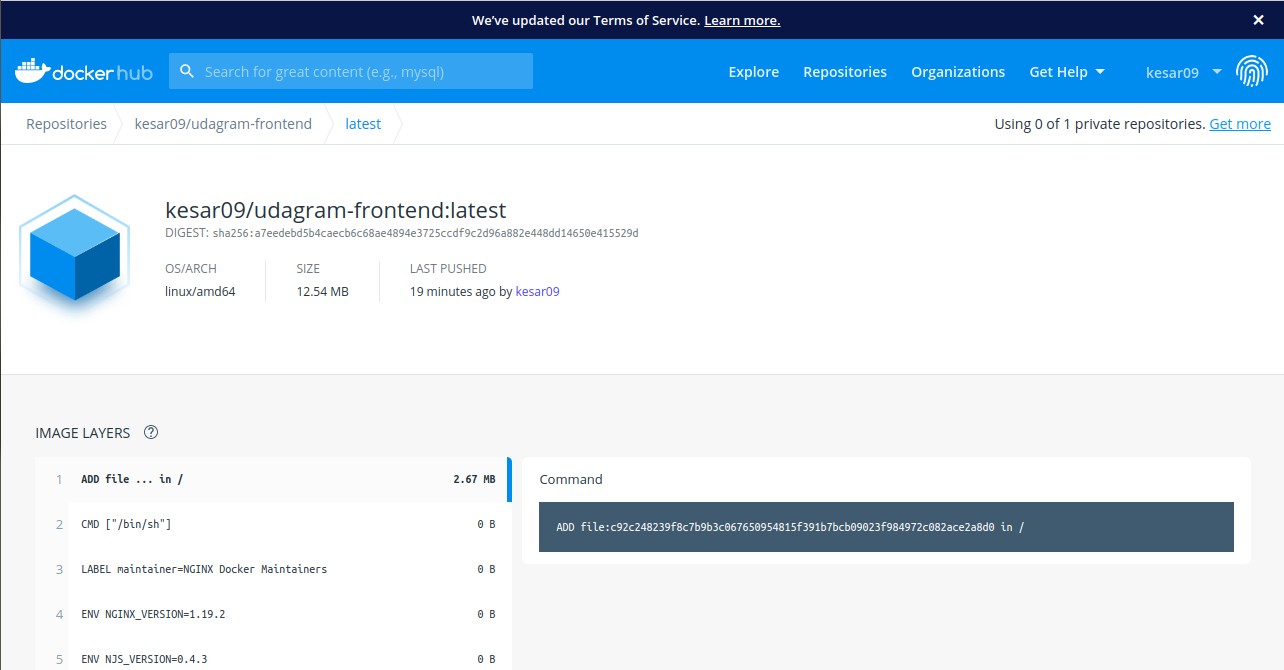 We've updated our Terms of Service. Learn more.
docker hub
Search for great content (e.g., mysql)
Explore
Repositories
Organizations
Get Help
kesar09
Repositories
kesar09/udagram-frontend
latest
Using 0 of 1 private repositories. Get more
kesar09/udagram-frontend:latest
DIGEST: sha256:a7eedebd5b4caecb6c68ae4894e3725ccdf9c2d96a882e448dd14650e415529d
OS/ARCH
linux/amd64
SIZE
12.54 MB
LAST PUSHED
19 minutes ago by kesar09
IMAGE LAYERS
1 ADD file ... in / 2.67 MB
2 CMD ["/bin/sh"] 0 B
3 LABEL maintainer=NGINX Docker Maintainers 0 B
4 ENV NGINX_VERSION=1.19.2 0 B
5 ENV NJS_VERSION=0.4.3 0 B
Command
ADD file:c92c248239f8c7b9b3c067650954815f391b7bcb09023f984972c082ace2a8d0 in /